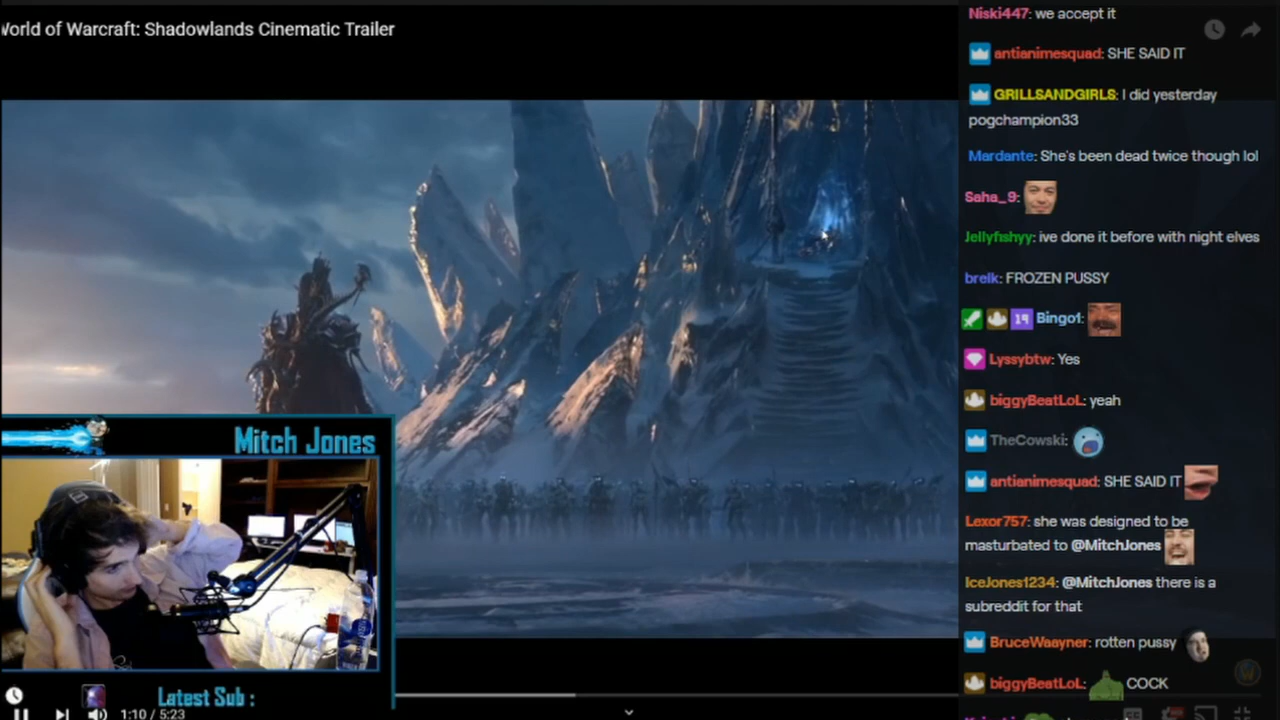 World of Warcraft: Shadowlands Cinematic Trailer
Mitch Jones
Latest Sub :
1:10 / 5:23
Niski447: we accept it
antianimesquad: SHE SAID IT
GRILLSANDGIRLS: I did yesterday
pogchampion33
Mardante: She's been dead twice though lol
Saha_9:
Jellyfishyy: ive done it before with night elves
breik: FROZEN PUSSY
19 Bingo1:
Lyssybtw: Yes
biggyBeatLoL: yeah
TheCowski:
antianimesquad: SHE SAID IT
Lexor757: she was designed to be
masturbated to @MitchJones
IceJones1234: @MitchJones there is a
subreddit for that
BruceWaayner: rotten pussy
biggyBeatLoL: COCK